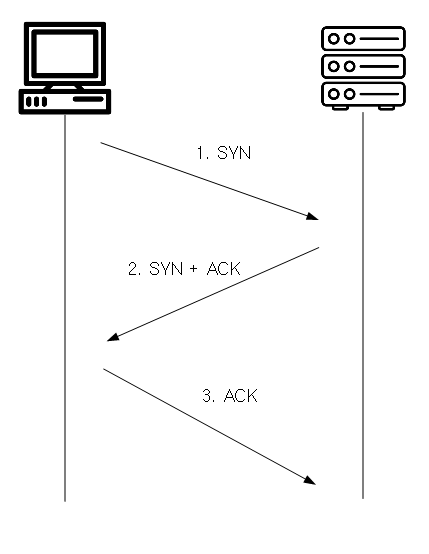 1. SYN
2. SYN + ACK
3. ACK